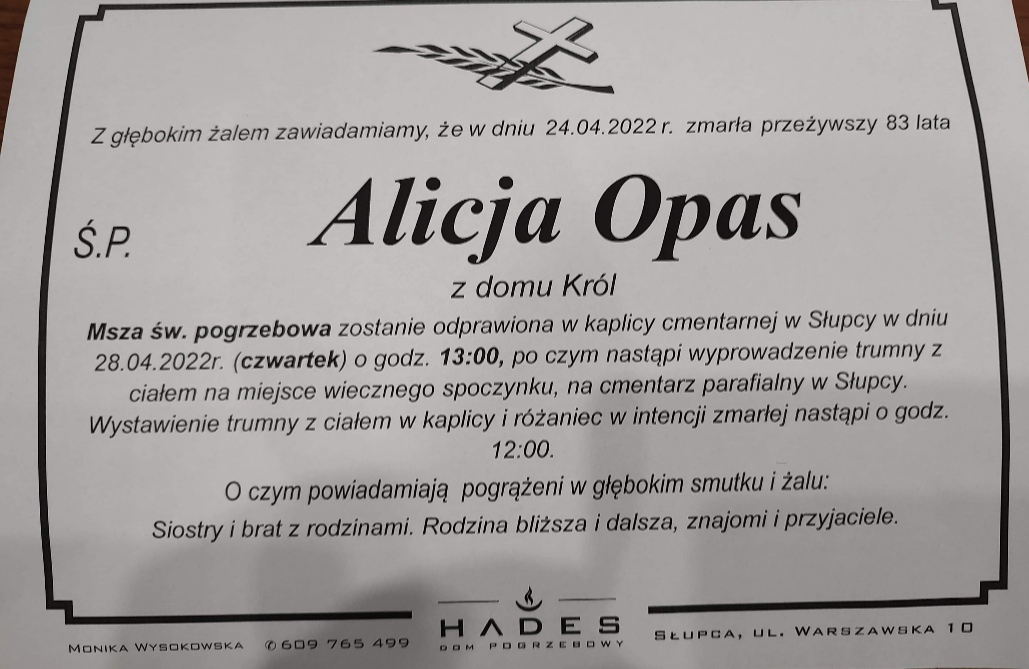 Z głębokim żalem zawiadamiamy, że w dniu 24.04.2022 r. zmarła przeżywszy 83 lata
Ś.P. Alicja Opas
z domu Król
Msza św. pogrzebowa zostanie odprawiona w kaplicy cmentarnej w Słupcy w dniu
28.04.2022r. (czwartek) o godz. 13:00, po czym nastąpi wyprowadzenie trumny z
ciałem na miejsce wiecznego spoczynku, na cmentarz parafialny w Słupcy.
Wystawienie trumny z ciałem w kaplicy i różaniec w intencji zmarłej nastąpi o godz.
12:00.
O czym powiadamiają pogrążeni w głębokim smutku i żalu:
Siostry i brat z rodzinami. Rodzina bliższa i dalsza, znajomi i przyjaciele.
HADES
DOM POGRZEBOWY
MONIKA WYSOKOWSKA ✆609 765 499
SŁUPCA, UL. WARSZAWSKA 10